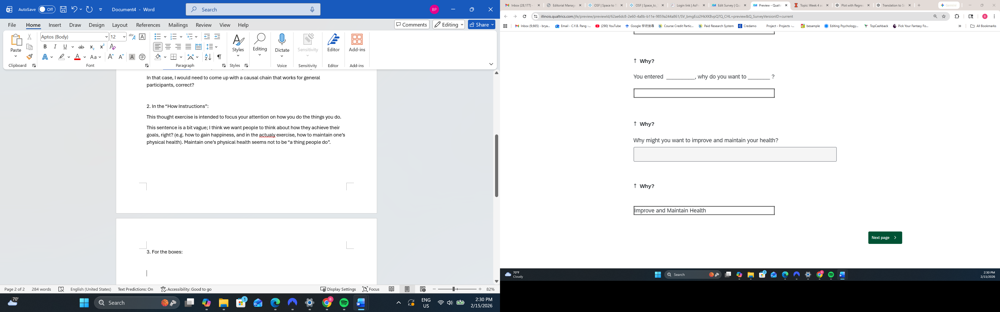 AutoSave Off Document4 - Word Search BP
File Home Insert Draw Design Layout References Mailings Review View Help Comments Editing Share
Paste Aptos (Body) 12 Styles Editing Dictate Sensitivity Editor Add-ins
Clipboard Font Paragraph Styles Voice Sensitivity Editor Add-ins
In that case, I would need to come up with a causal chain that works for general
participants, correct?
2. In the “How Instructions”:
This thought exercise is intended to focus your attention on how you do the things you do.
This sentence is a bit vague; I think we want people to think about how they achieve their
goals, right? (e.g. how to gain happiness, and in the actualy exercise, how to maintain one’s
physical health). Maintain one’s physical health seems not to be “a thing people do”.
3. For the boxes:
Page 2 of 2 284 words English (United States) Text Predictions: On Accessibility: Good to go Display Settings Focus 82%
70° Search ENG US 2:30 PM 2/15/2026
Inbox (28,177) - Editorial Manag OSF | Space to T OSF | Space_to_ Login link | AsPr Edit Survey | Qu Preview - Qualtr Topic: Week 4 a Plot with Regres Translation to Si Gemini
illinois.qualtrics.com/jfe/preview/previewId/62ae6dc8-2e60-4a8b-b11e-9859a244a861/SV_bmgEcz2HkXKBvpQ?Q_CHL=preview&Q_SurveyVersionID=current
Inbox (9,665) - brya... Email - C.Y.B. Pang -... (290) YouTube Google 學術搜尋 Course Credit Partic... Paid Research System Credamo Project - Projects -... besample Editing Psychology... TopCashback Pick Your Fantasy Fo... » All Bookmarks
↑ Why?
You entered __________, why do you want to ________ ?
↑ Why?
Why might you want to improve and maintain your health?
↑ Why?
Improve and Maintain Health
Next page
70°F Cloudy Search 2:30 PM 2/15/2026